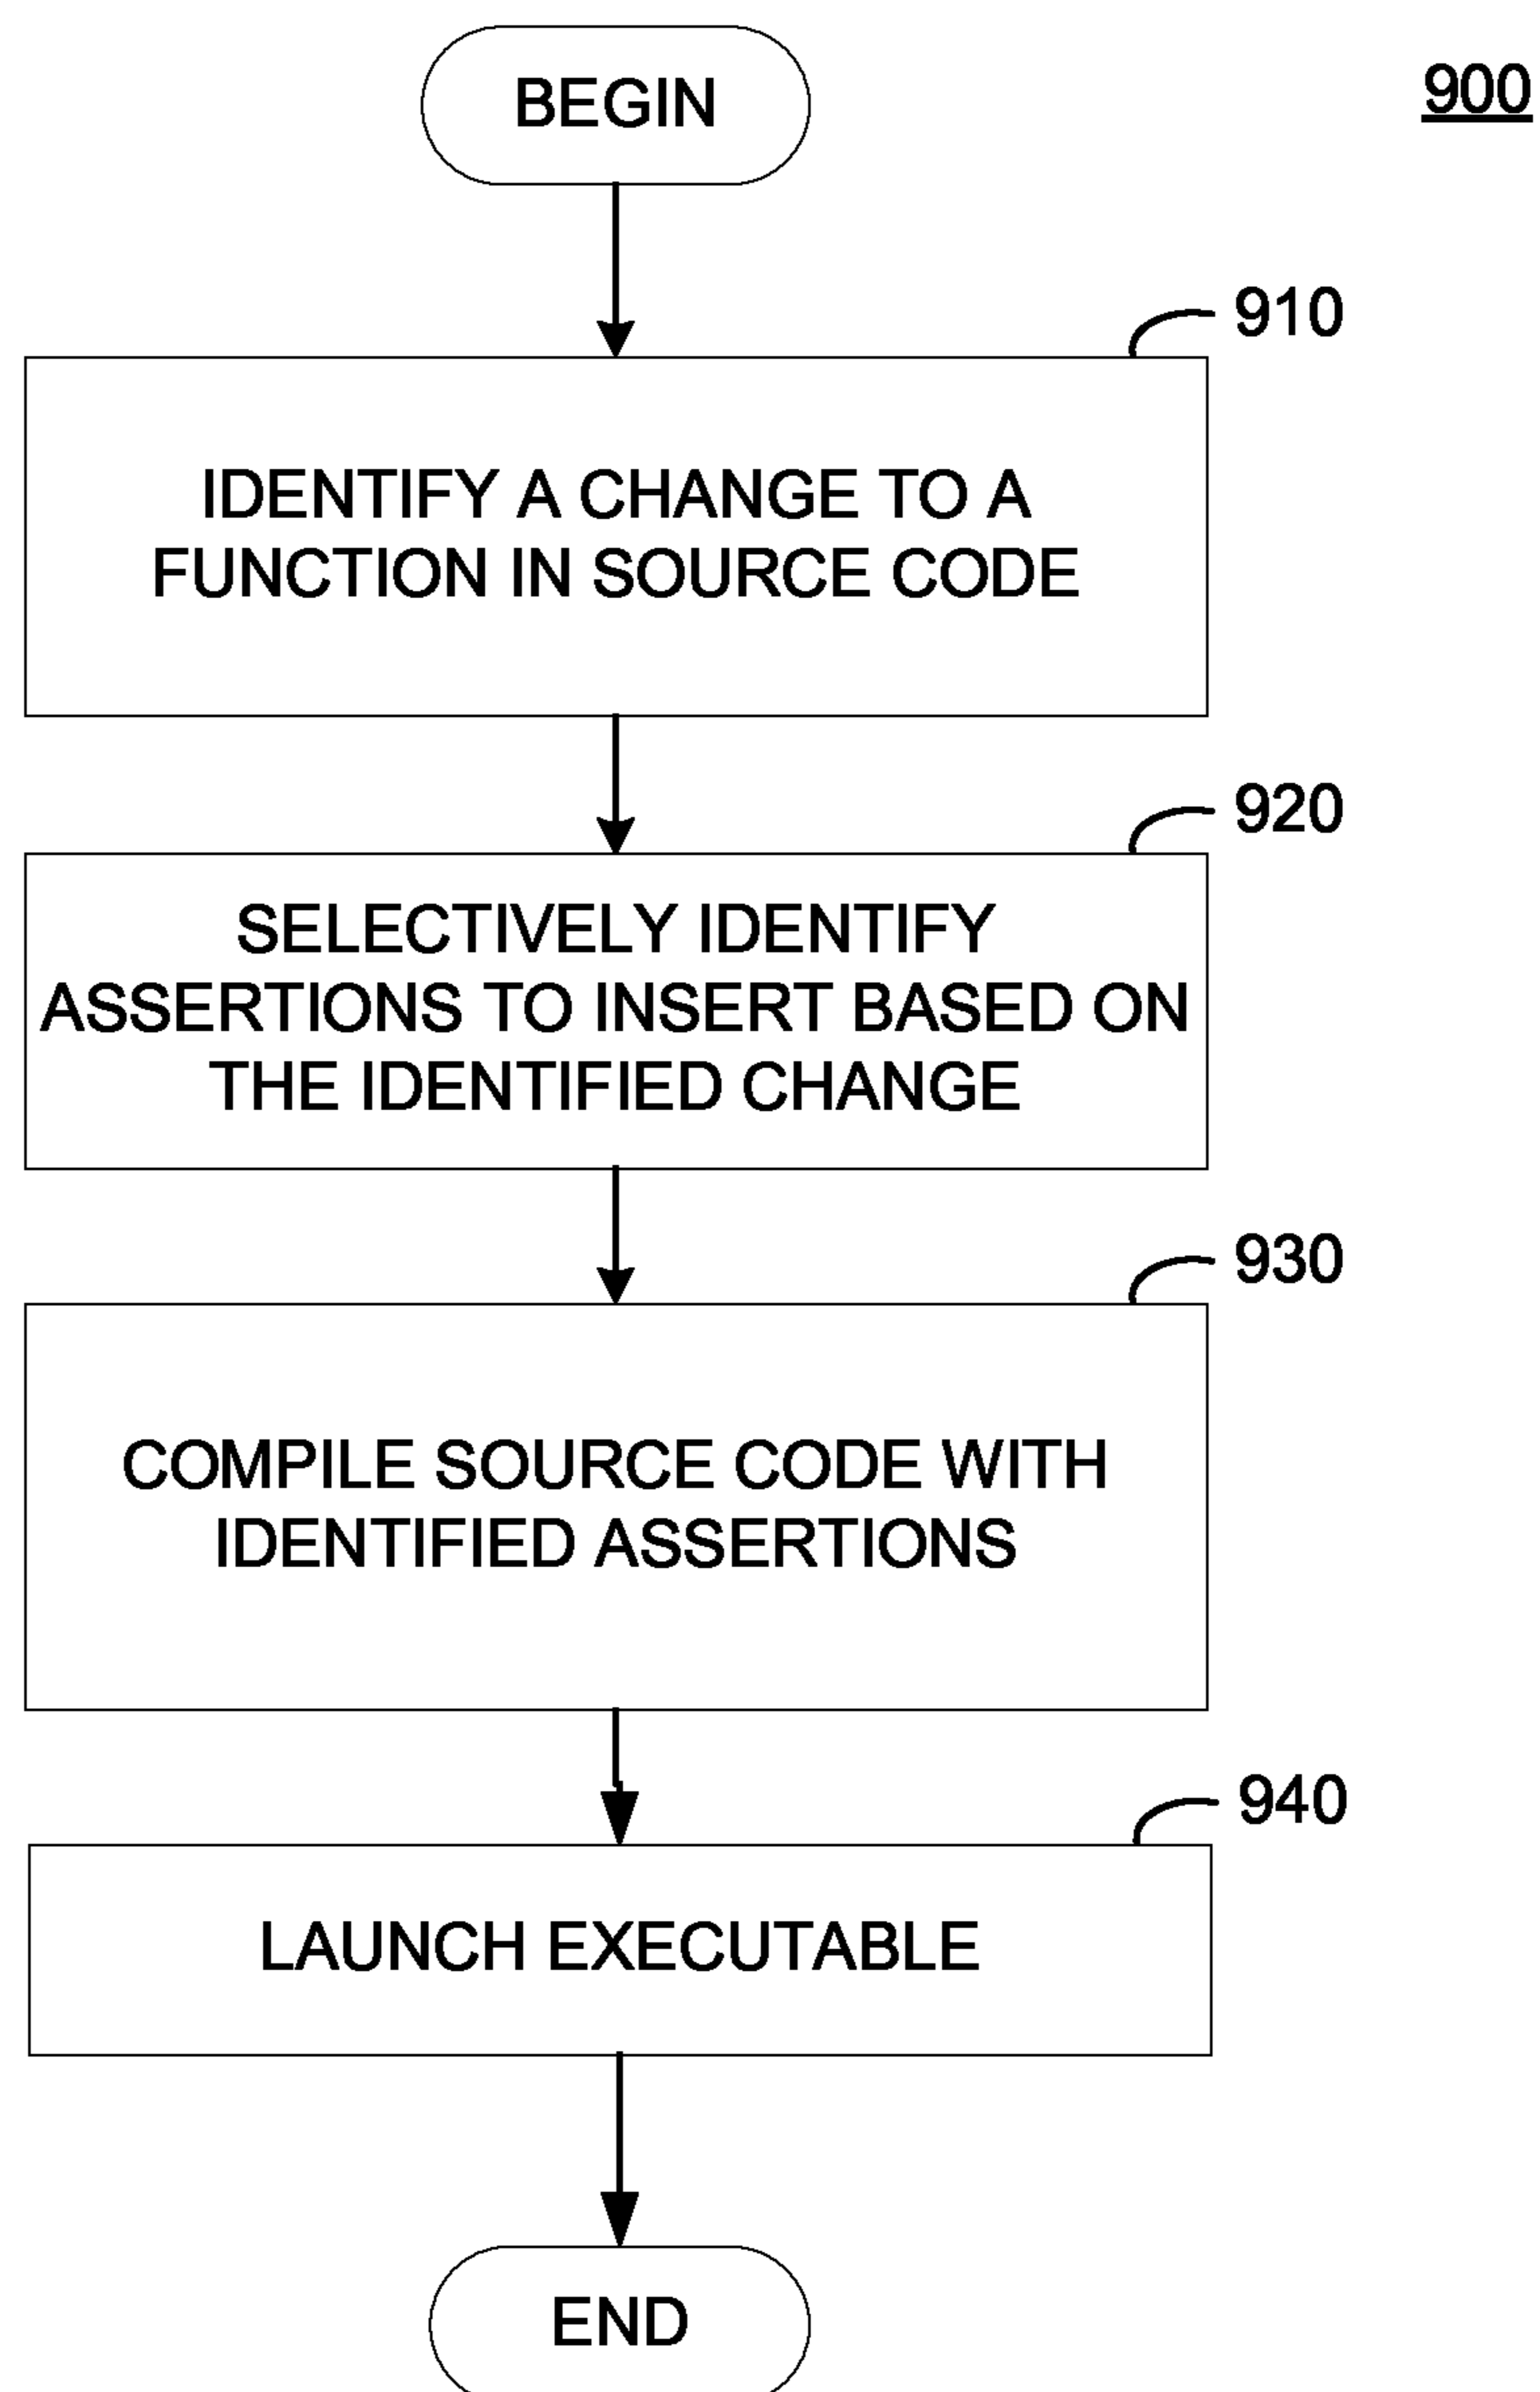 BEGIN
900
910
IDENTIFY A CHANGE TO A
FUNCTION IN SOURCE CODE
920
SELECTIVELY IDENTIFY
ASSERTIONS TO INSERT BASED ON
THE IDENTIFIED CHANGE
930
COMPILE SOURCE CODE WITH
IDENTIFIED ASSERTIONS
940
LAUNCH EXECUTABLE
END